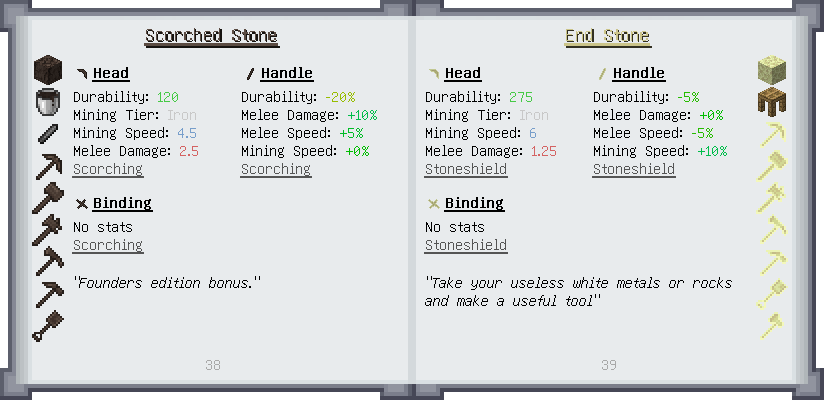 Scorched Stone
Head
Durability: 120
Mining Tier: Iron
Mining Speed: 4.5
Melee Damage: 2.5
Scorching
Handle
Durability: -20%
Melee Damage: +10%
Melee Speed: +5%
Mining Speed: +0%
Scorching
Binding
No stats
Scorching
"Founders edition bonus."
38
End Stone
Head
Durability: 275
Mining Tier: Iron
Mining Speed: 6
Melee Damage: 1.25
Stoneshield
Handle
Durability: -5%
Melee Damage: +0%
Melee Speed: -5%
Mining Speed: +10%
Stoneshield
Binding
No stats
Stoneshield
"Take your useless white metals or rocks
and make a useful tool"
39